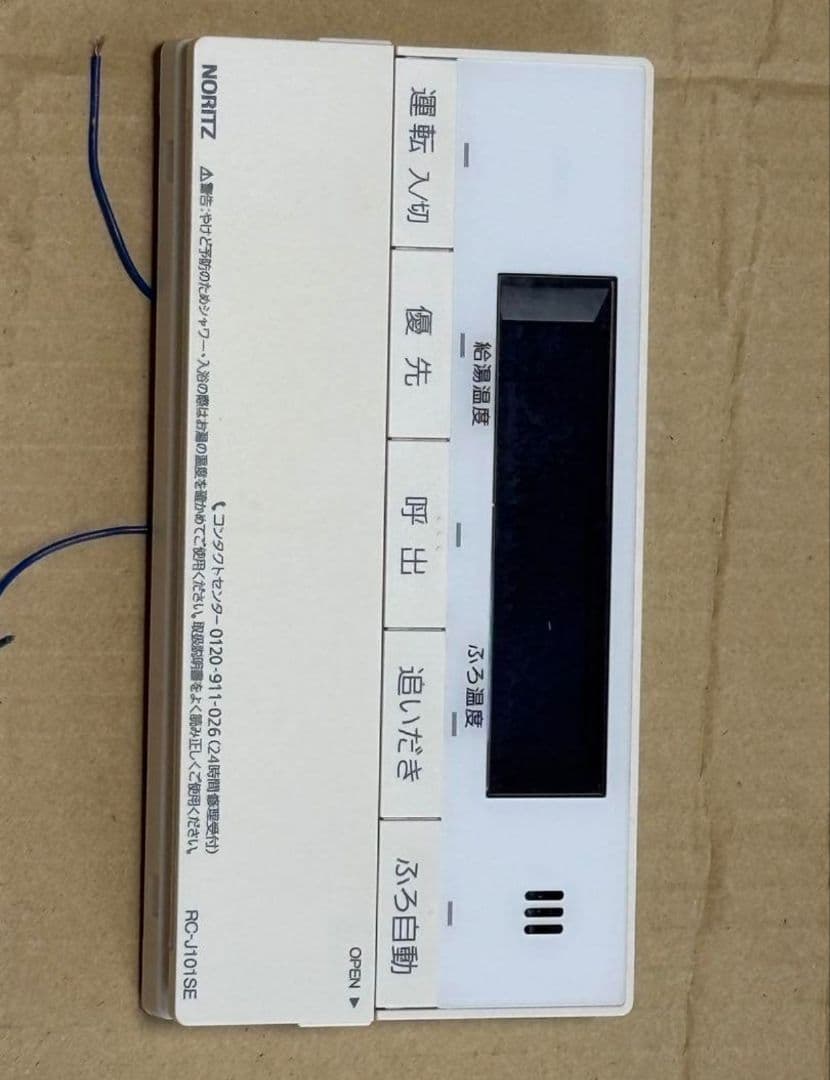 給湯温度
ふろ温度
運転 入/切
優先
呼出
追いだき
ふろ自動
OPEN ▶
コンタクトセンター 0120-911-026 (24時間修理受付)
NORITZ
⚠警告:やけど予防のためシャワー・入浴の際はお湯の温度を確かめてご使用ください。取扱説明書をよく読み正しくご使用ください。
RC-J101SE